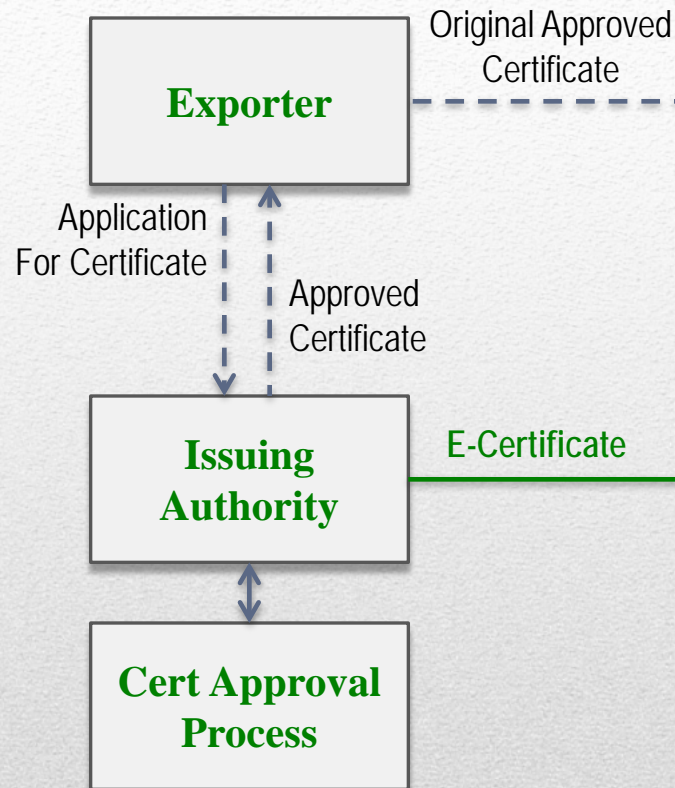 Original Approved
Certificate
Exporter
Application
For Certificate
Approved
Certificate
Issuing
Authority
E-Certificate
Cert Approval
Process